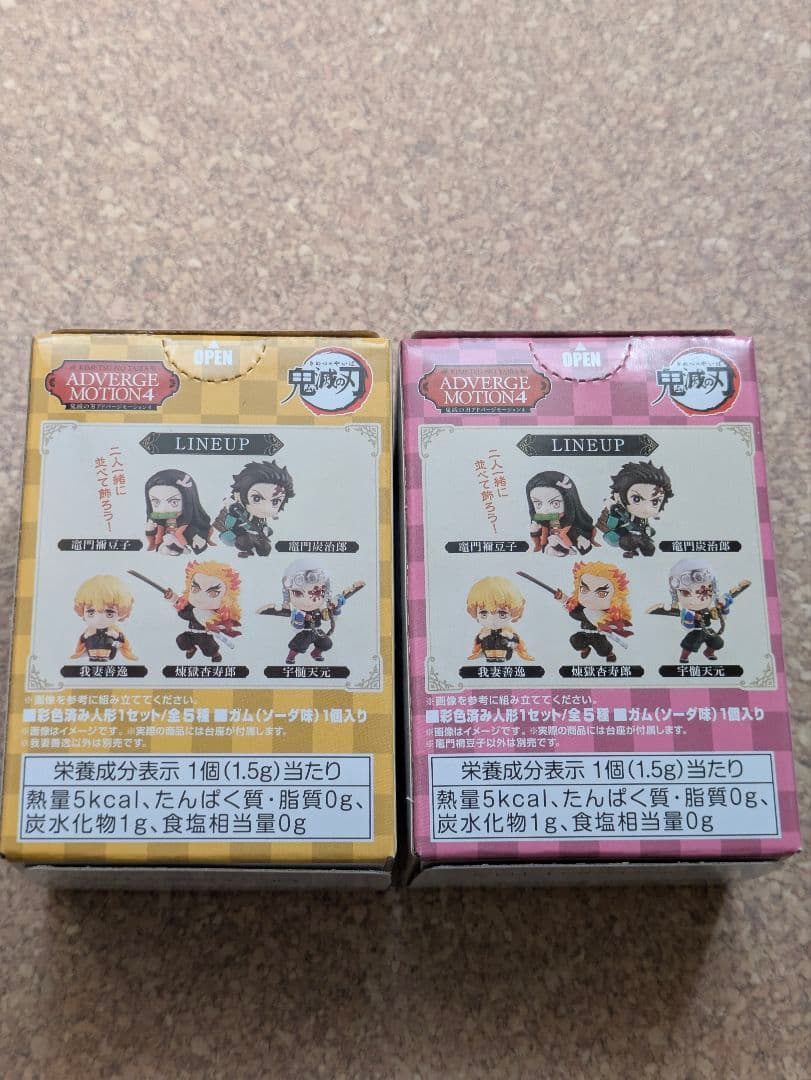 OPEN
KIMETSU NO YAIBA
ADVERGE
MOTION4
鬼滅の刃アドバージモーション4
きめつのやいば
鬼滅の刃
LINEUP
二人一緒に
並べて飾ろう!
竈門禰豆子
竈門炭治郎
我妻善逸
煉獄杏寿郎
宇髄天元
※画像を参考に組み立ててください。
■彩色済み人形1セット/全5種 ■ガム(ソーダ味)1個入り
※画像はイメージです。※実際の商品には台座が付属します。
※我妻善逸以外は別売です。
栄養成分表示 1個(1.5g)当たり
熱量5kcal、たんぱく質・脂質0g、
炭水化物1g、食塩相当量0g
OPEN
KIMETSU NO YAIBA
ADVERGE
MOTION4
鬼滅の刃アドバージモーション4
きめつのやいば
鬼滅の刃
LINEUP
二人一緒に
並べて飾ろう!
竈門禰豆子
竈門炭治郎
我妻善逸
煉獄杏寿郎
宇髄天元
※画像を参考に組み立ててください。
■彩色済み人形1セット/全5種 ■ガム(ソーダ味)1個入り
※画像はイメージです。※実際の商品には台座が付属します。
※竈門禰豆子以外は別売です。
栄養成分表示 1個(1.5g)当たり
熱量5kcal、たんぱく質・脂質0g、
炭水化物1g、食塩相当量0g